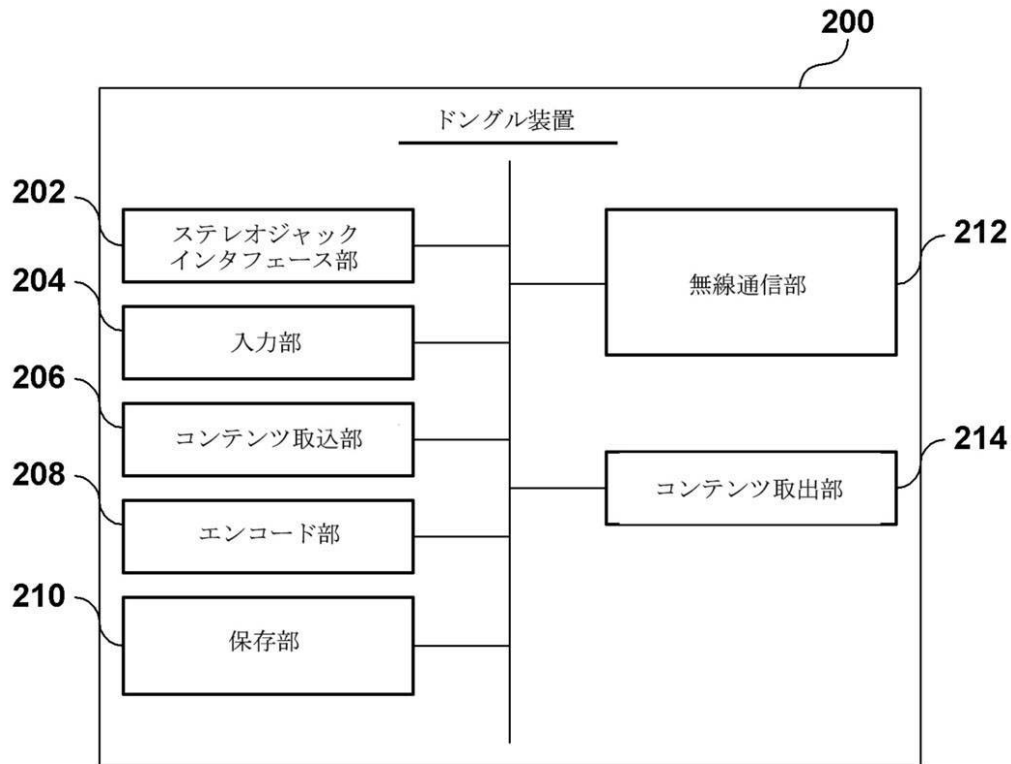 200
ドングル装置
202
ステレオジャック
インタフェース部
212
無線通信部
204
入力部
206
コンテンツ取込部
214
コンテンツ取出部
208
エンコード部
210
保存部